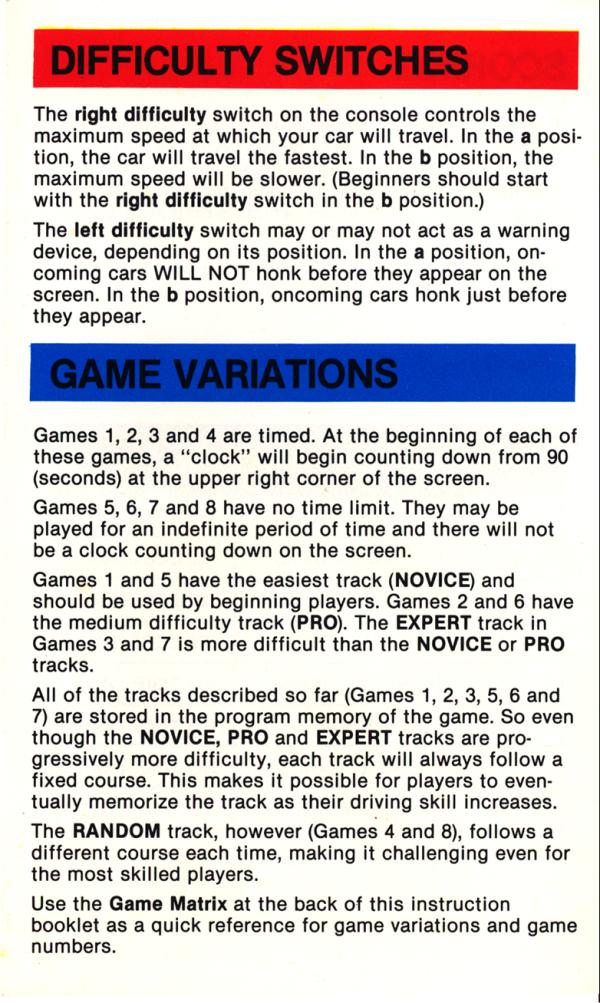 DIFFICULTY SWITCHES
The right difficulty switch on the console controls the
maximum speed at which your car will travel. In the a posi-
tion, the car will travel the fastest. In the b position, the
maximum speed will be slower. (Beginners should start
with the right difficulty switch in the b position.)
The left difficulty switch may or may not act as a warning
device, depending on its position. In the a position, on-
coming cars WILL NOT honk before they appear on the
screen. In the b position, oncoming cars honk just before
they appear.
GAME VARIATIONS
Games 1, 2, 3 and 4 are timed. At the beginning of each of
these games, a “clock” will begin counting down from 90
(seconds) at the upper right corner of the screen.
Games 5, 6, 7 and 8 have no time limit. They may be
played for an indefinite period of time and there will not
be a clock counting down on the screen.
Games 1 and 5 have the easiest track (NOVICE) and
should be used by beginning players. Games 2 and 6 have
the medium difficulty track (PRO). The EXPERT track in
Games 3 and 7 is more difficult than the NOVICE or PRO
tracks.
All of the tracks described so far (Games 1, 2, 3, 5, 6 and
7) are stored in the program memory of the game. So even
though the NOVICE, PRO and EXPERT tracks are pro-
gressively more difficulty, each track will always follow a
fixed course. This makes it possible for players to even-
tually memorize the track as their driving skill increases.
The RANDOM track, however (Games 4 and 8), follows a
different course each time, making it challenging even for
the most skilled players.
Use the Game Matrix at the back of this instruction
booklet as a quick reference for game variations and game
numbers.